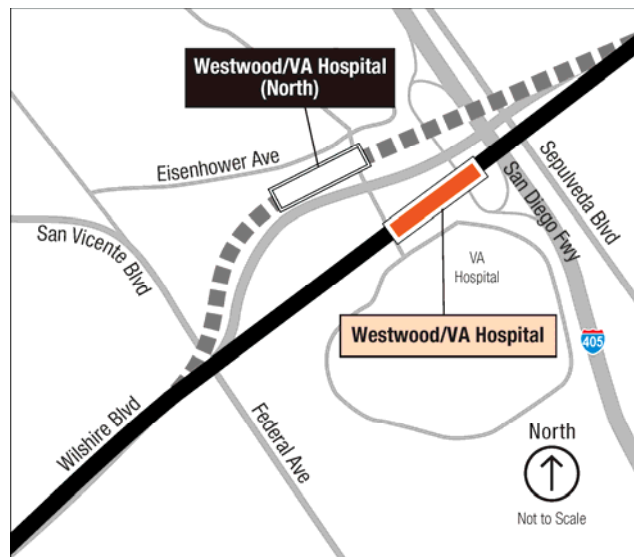 Westwood/VA Hospital
(North)
Eisenhower Ave
San Vicente Blvd
Sepulveda Blvd
San Diego Fwy
VA
Hospital
Westwood/VA Hospital
405
Wilshire Blvd
Federal Ave
North
Not to Scale